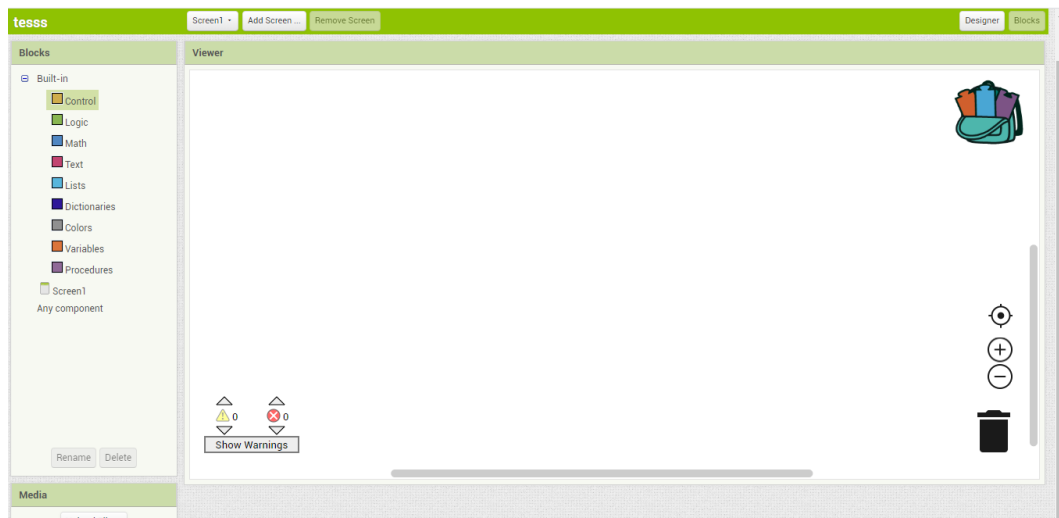 tesss
Screen1
Add Screen ...
Remove Screen
Designer
Blocks
Blocks
Viewer
Built-in
Control
Logic
Math
Text
Lists
Dictionaries
Colors
Variables
Procedures
Screen1
Any component
0
0
Show Warnings
Rename
Delete
Media